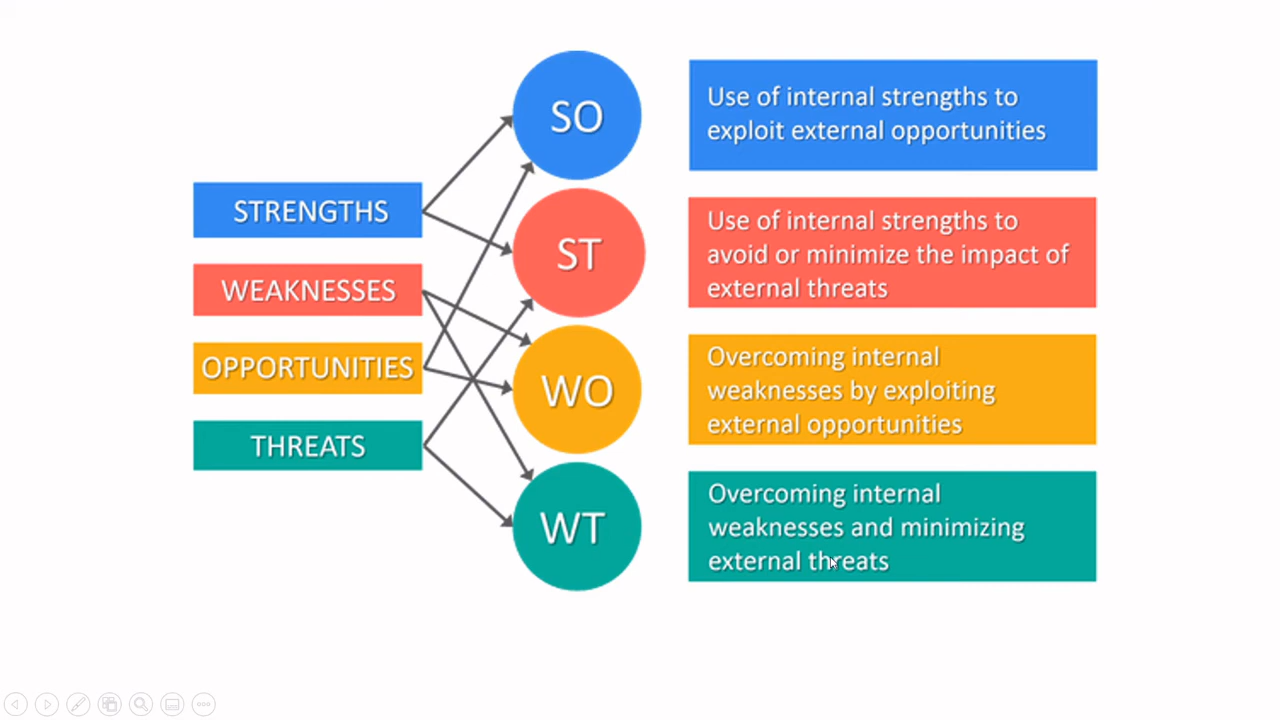 STRENGTHS
WEAKNESSES
OPPORTUNITIES
THREATS
SO
Use of internal strengths to
exploit external opportunities
ST
Use of internal strengths to
avoid or minimize the impact of
external threats
WO
Overcoming internal
weaknesses by exploiting
external opportunities
WT
Overcoming internal
weaknesses and minimizing
external threats